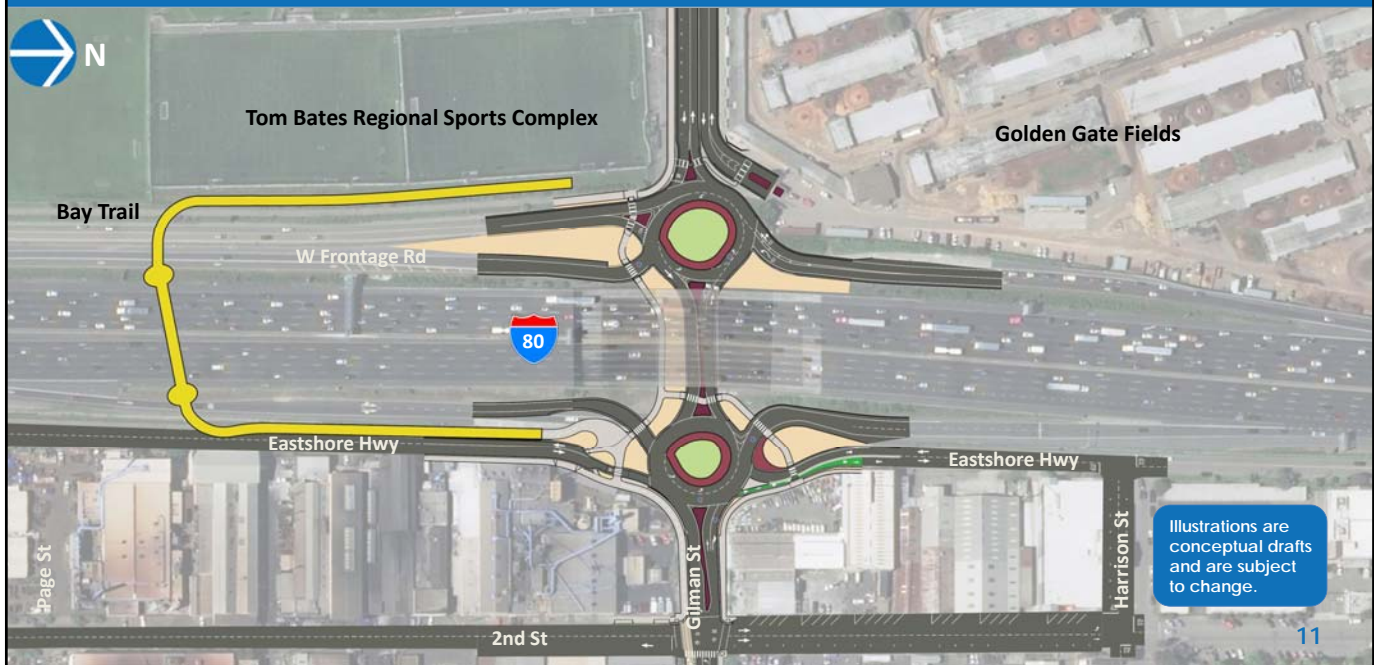 N
Tom Bates Regional Sports Complex
Golden Gate Fields
Bay Trail
W Frontage Rd
80
Eastshore Hwy
Eastshore Hwy
Page St
Gilman St
Harrison St
2nd St
Illustrations are
conceptual drafts
and are subject
to change.
11